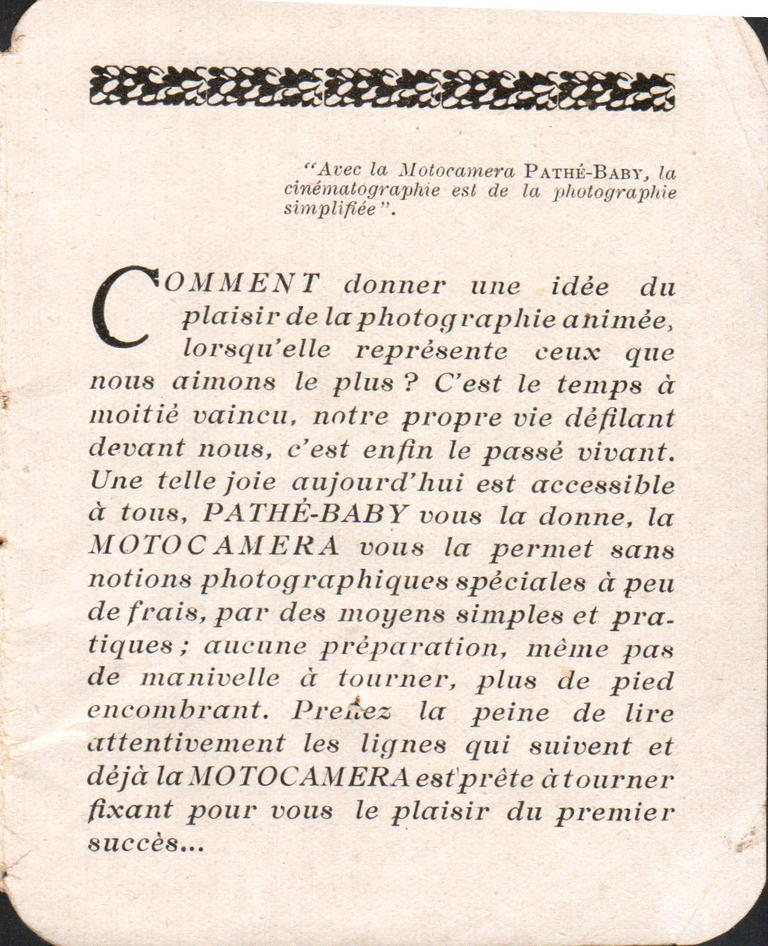 “Avec la Motocamera PATHÉ-BABY, la
cinématographie est de la photographie
simplifiée”.
COMMENT donner une idée du
plaisir de la photographie animée,
lorsqu'elle représente ceux que
nous aimons le plus ? C'est le temps à
moitié vaincu, notre propre vie défilant
devant nous, c'est enfin le passé vivant.
Une telle joie aujourd'hui est accessible
à tous, PATHÉ-BABY vous la donne, la
MOTOCAMERA vous la permet sans
notions photographiques spéciales à peu
de frais, par des moyens simples et pra-
tiques ; aucune préparation, même pas
de manivelle à tourner, plus de pied
encombrant. Prenez la peine de lire
attentivement les lignes qui suivent et
déjà la MOTOCAMERA est prête à tourner
fixant pour vous le plaisir du premier
succès...